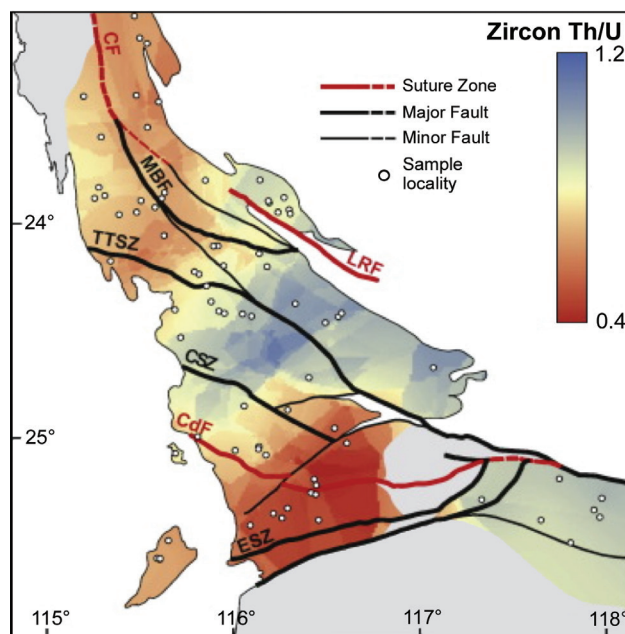 Zircon Th/U
1.2
0.4
Suture Zone
Major Fault
Minor Fault
Sample
locality
CF
MBF
TTSZ
LRF
CSZ
CdF
ESZ
24°
25°
115°
116°
117°
118°